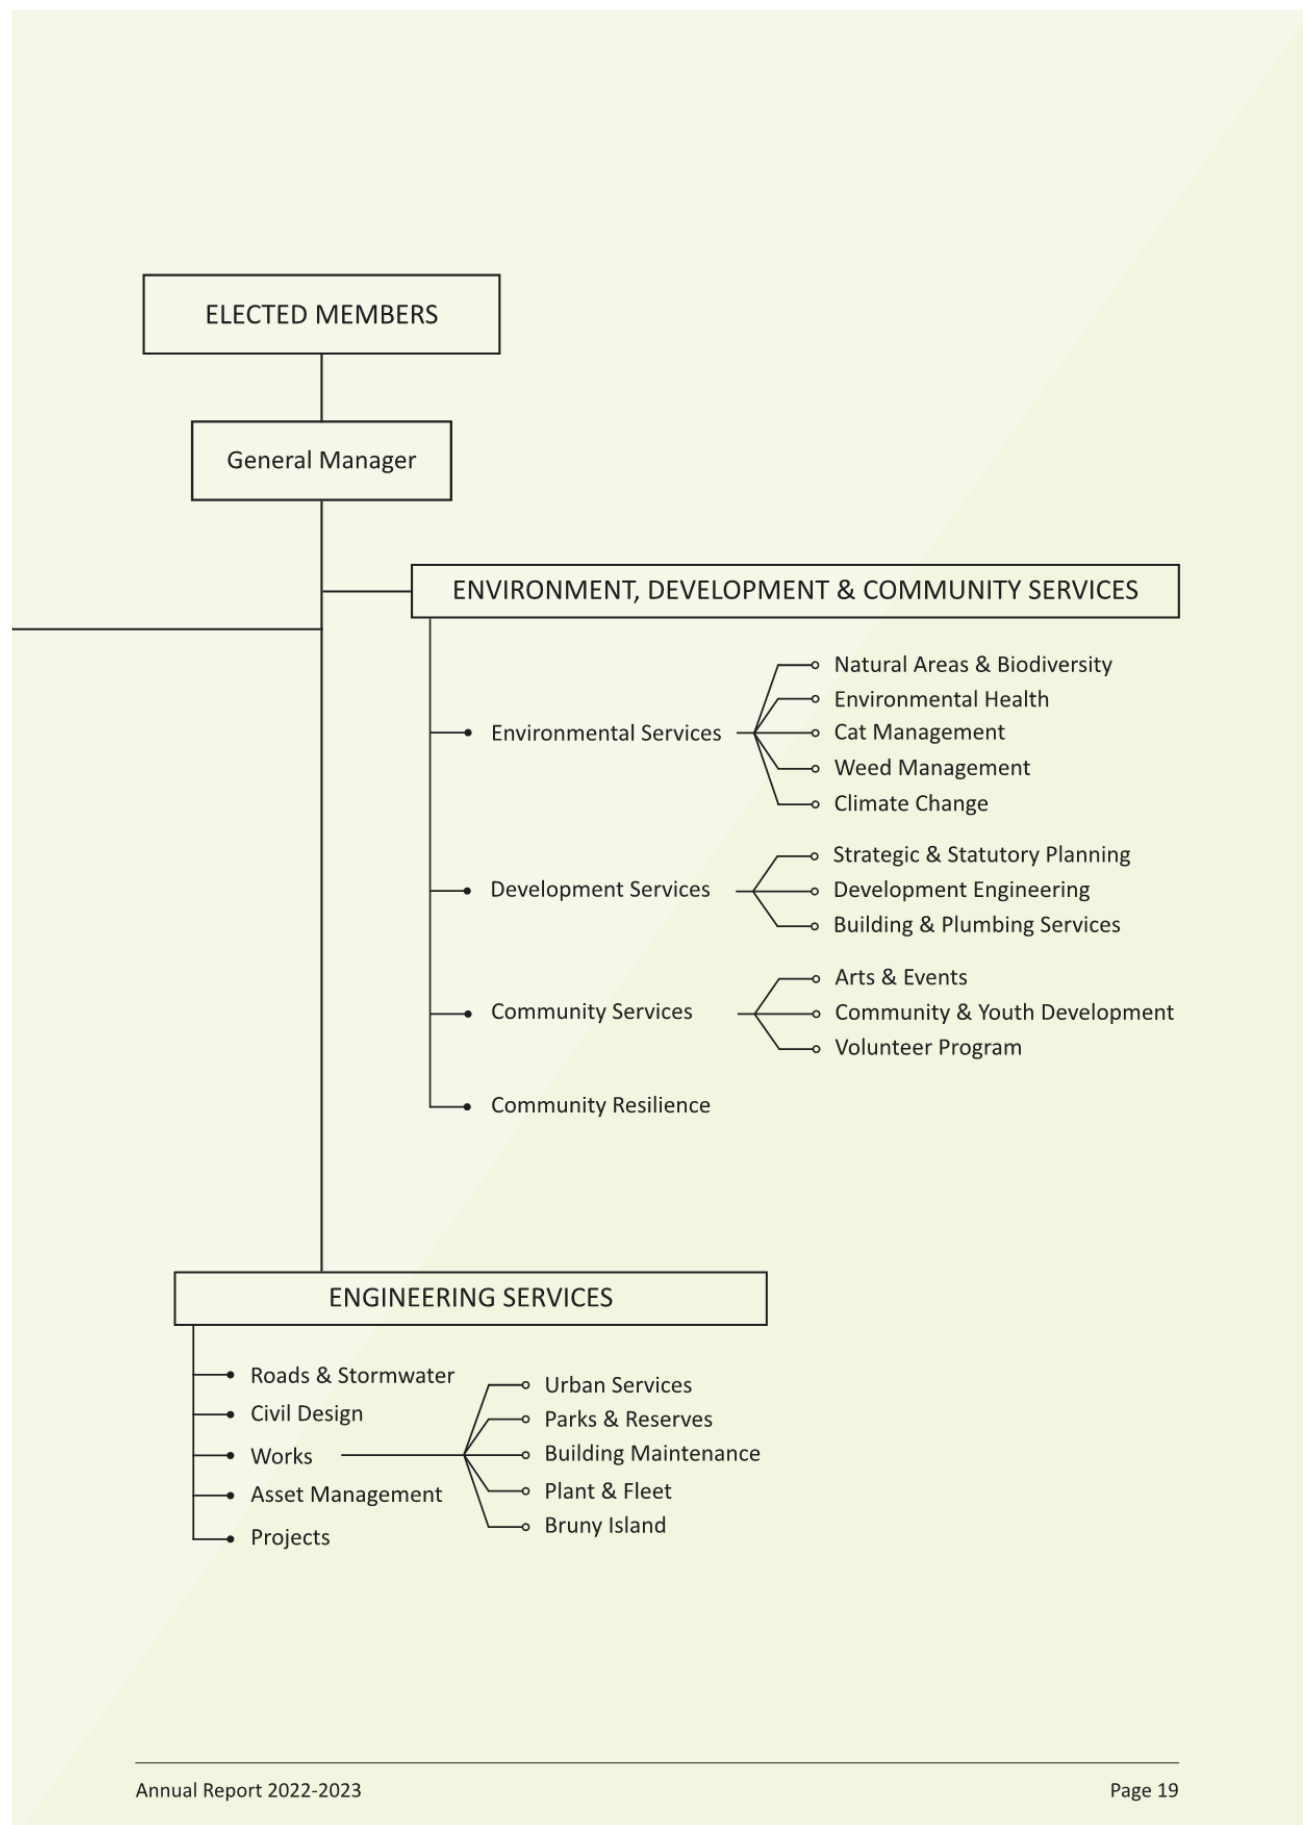 ELECTED MEMBERS
General Manager
ENVIRONMENT, DEVELOPMENT & COMMUNITY SERVICES
Environmental Services
Natural Areas & Biodiversity
Environmental Health
Cat Management
Weed Management
Climate Change
Development Services
Strategic & Statutory Planning
Development Engineering
Building & Plumbing Services
Community Services
Arts & Events
Community & Youth Development
Volunteer Program
Community Resilience
ENGINEERING SERVICES
Roads & Stormwater
Civil Design
Works
Urban Services
Parks & Reserves
Building Maintenance
Plant & Fleet
Bruny Island
Asset Management
Projects
Annual Report 2022-2023
Page 19